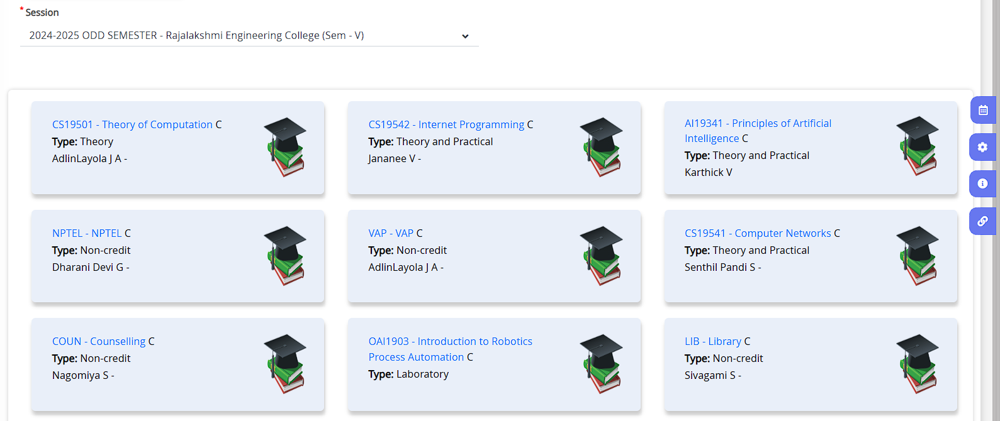 * Session
2024-2025 ODD SEMESTER - Rajalakshmi Engineering College (Sem - V)
CS19501 - Theory of Computation C
Type: Theory
AdlinLayola J A -
CS19542 - Internet Programming C
Type: Theory and Practical
Jananee V -
AI19341 - Principles of Artificial
Intelligence C
Type: Theory and Practical
Karthick V
NPTEL - NPTEL C
Type: Non-credit
Dharani Devi G -
VAP - VAP C
Type: Non-credit
AdlinLayola J A -
CS19541 - Computer Networks C
Type: Theory and Practical
Senthil Pandi S -
COUN - Counselling C
Type: Non-credit
Nagomiya S -
OAI1903 - Introduction to Robotics
Process Automation C
Type: Laboratory
LIB - Library C
Type: Non-credit
Sivagami S -